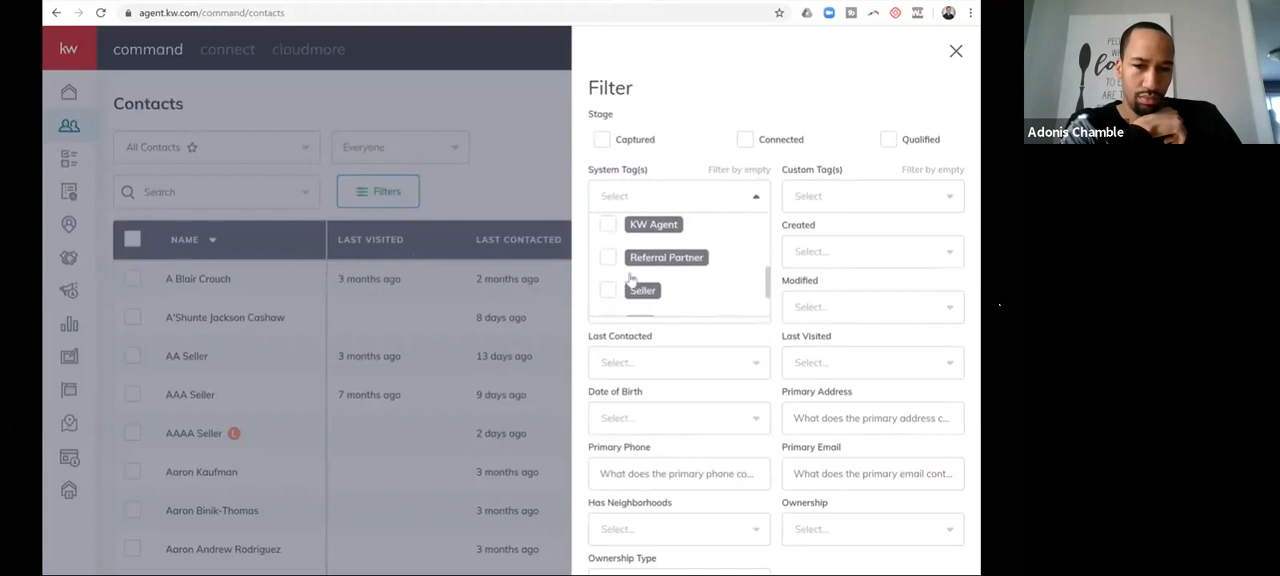 agent.kw.com/command/contacts
kw
command connect cloudmore
Contacts
All Contacts
Everyone
Search
Filters
NAME
LAST VISITED
LAST CONTACTED
A Blair Crouch
3 months ago
2 months ago
A'Shunte Jackson Cashaw
8 days ago
AA Seller
3 months ago
13 days ago
AAA Seller
7 months ago
9 days ago
AAAA Seller L
2 days ago
Aaron Kaufman
3 months ago
Aaron Binik-Thomas
3 months ago
Aaron Andrew Rodriguez
3 months ago
Filter
Stage
Captured
Connected
Qualified
System Tag(s)
Filter by empty
Custom Tag(s)
Filter by empty
Select
Select
KW Agent
Referral Partner
Seller
Created
Select...
Modified
Select...
Last Contacted
Last Visited
Select...
Select...
Date of Birth
Primary Address
Select...
What does the primary address c...
Primary Phone
Primary Email
What does the primary phone co...
What does the primary email cont...
Has Neighborhoods
Ownership
Select...
Select...
Ownership Type
Adonis Chamble